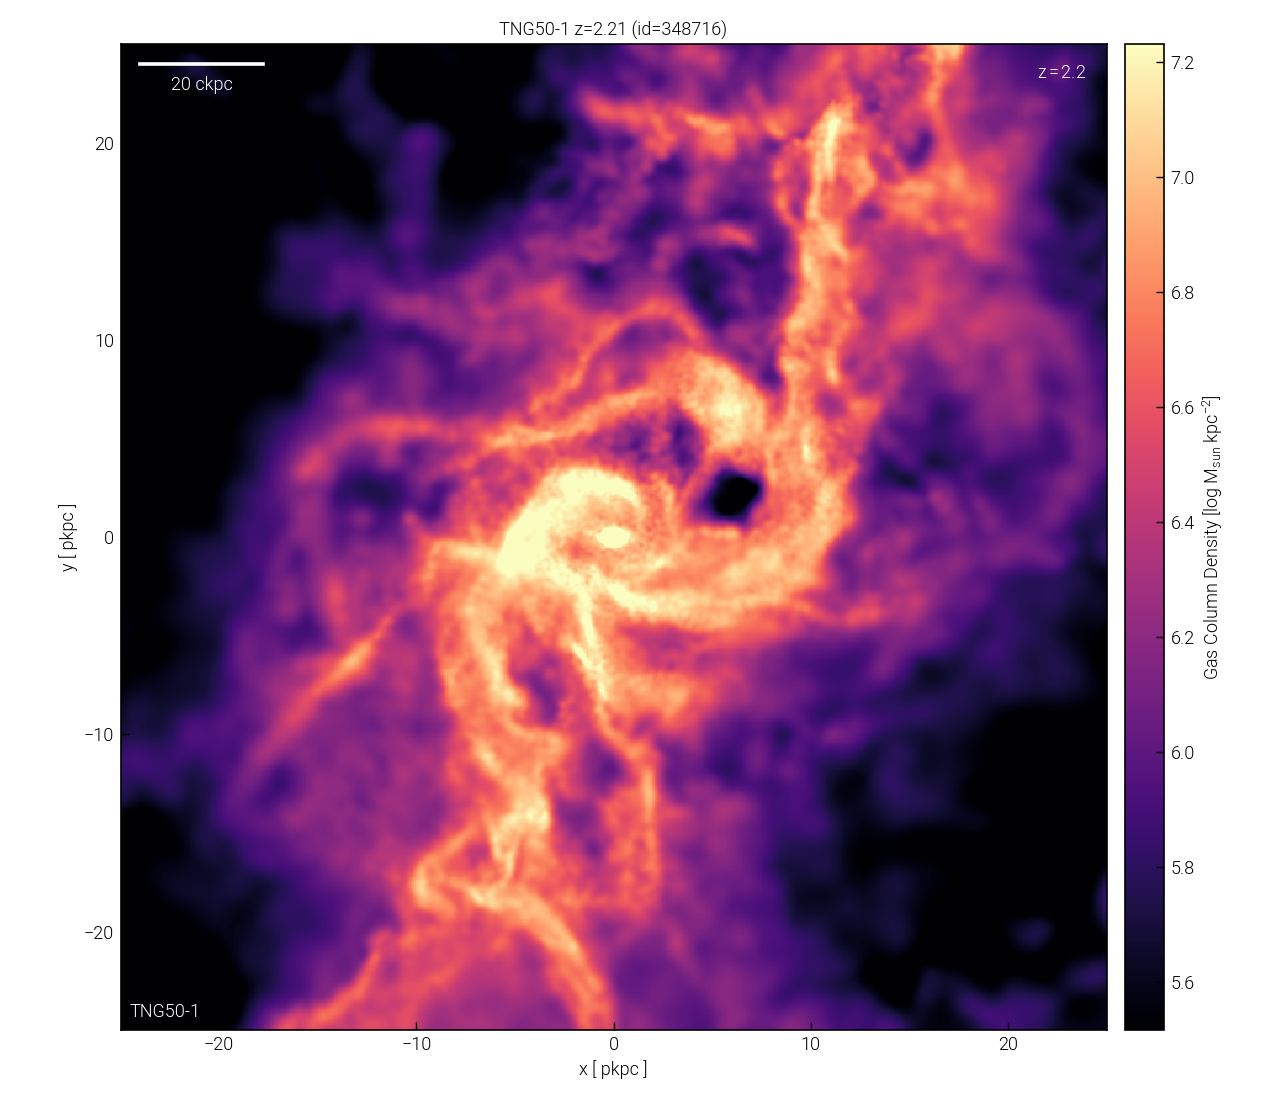 TNG50-1 z=2.21 (id=348716)
20 ckpc
z=2.2
TNG50-1
20
10
0
−10
−20
y [ pkpc ]
−20
−10
0
10
20
x [ pkpc ]
7.2
7.0
6.8
6.6
6.4
6.2
6.0
5.8
5.6
Gas Column Density [log Msun kpc−2]